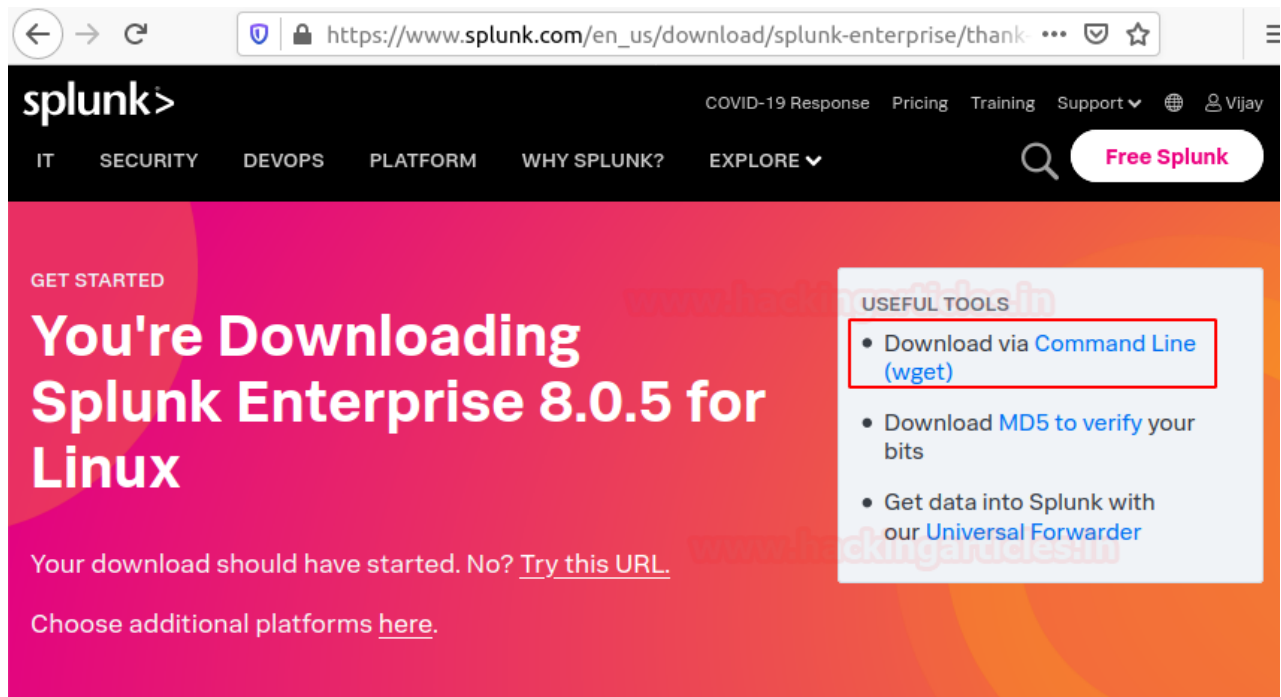 https://www.splunk.com/en_us/download/splunk-enterprise/thank-
splunk>
COVID-19 Response Pricing Training Support Vijay
IT SECURITY DEVOPS PLATFORM WHY SPLUNK? EXPLORE Free Splunk
GET STARTED
You're Downloading
Splunk Enterprise 8.0.5 for
Linux
Your download should have started. No? Try this URL.
Choose additional platforms here.
www.hackingarticles.in
USEFUL TOOLS
• Download via Command Line
(wget)
• Download MD5 to verify your
bits
• Get data into Splunk with
our Universal Forwarder
www.hackingarticles.in